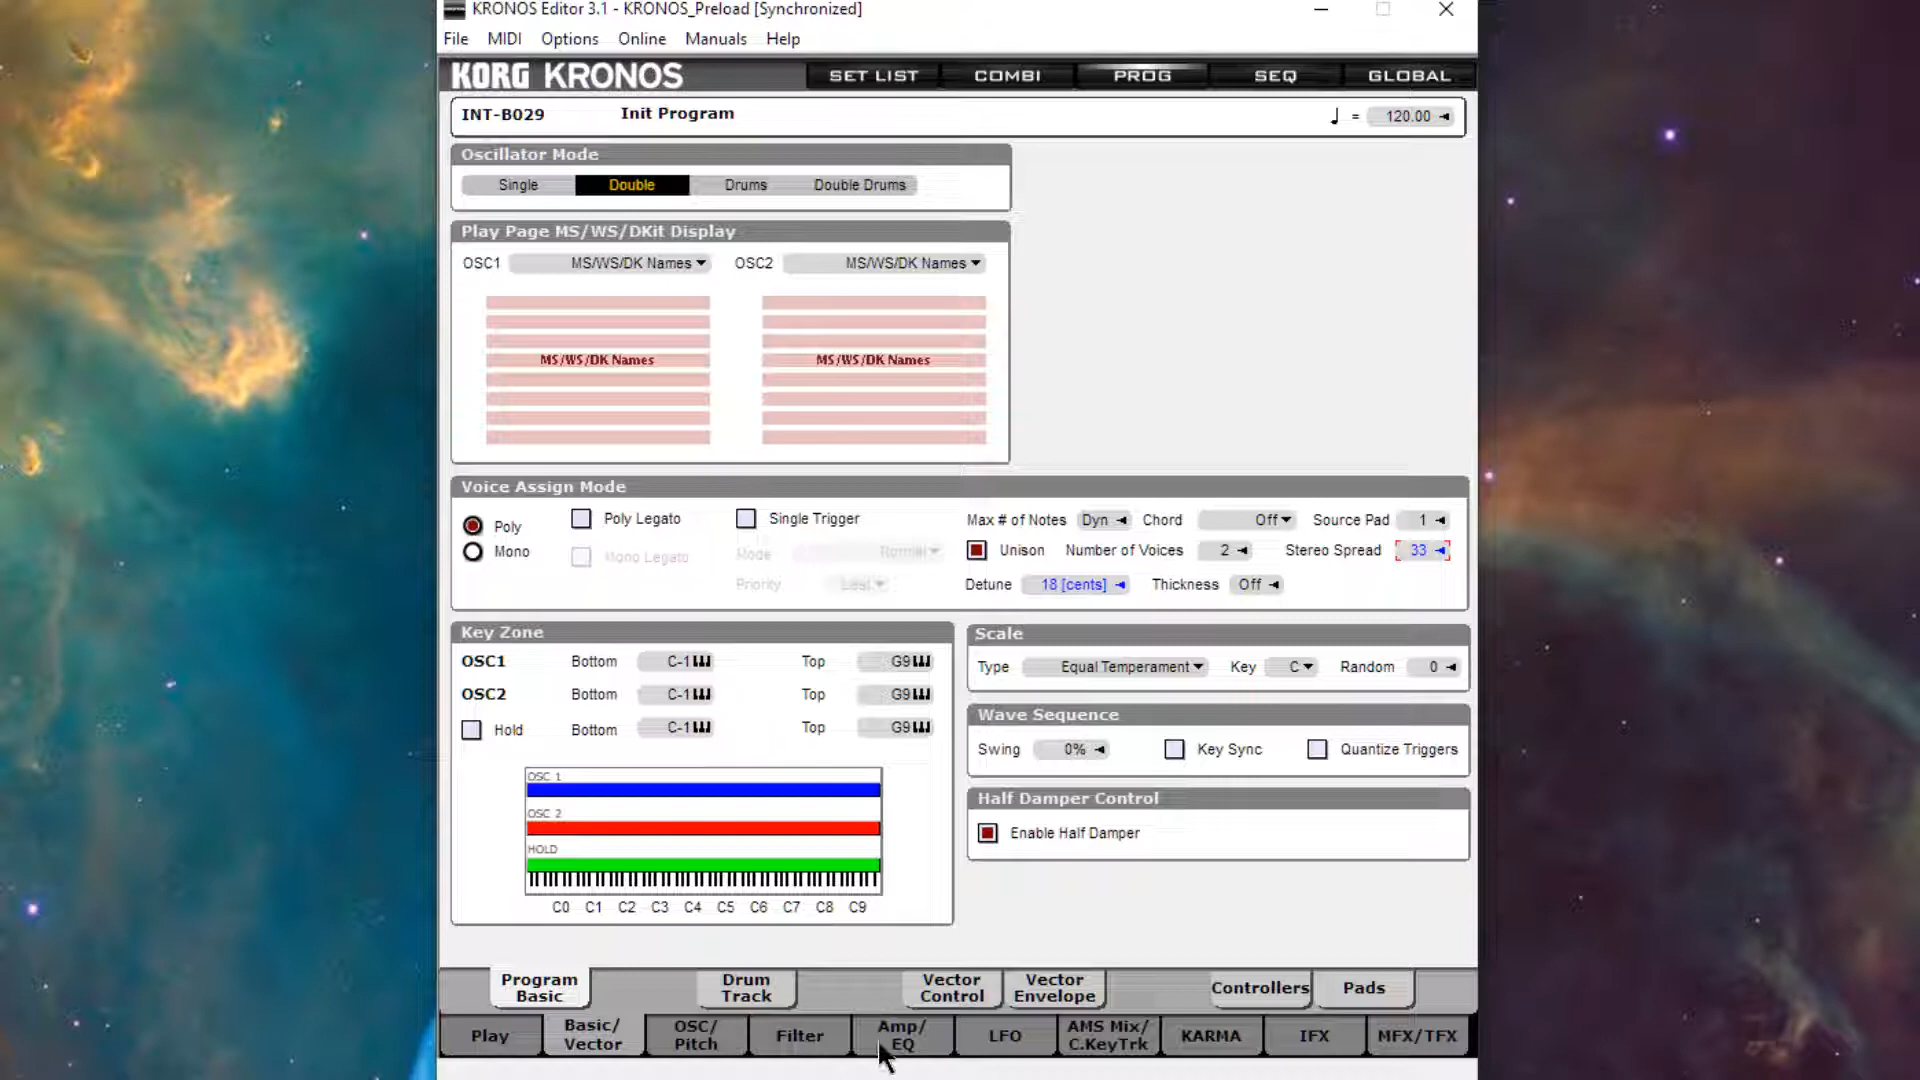 KRONOS Editor 3.1 - KRONOS_Preload [Synchronized]
File MIDI Options Online Manuals Help
KORG KRONOS SET LIST COMBI PROG SEQ GLOBAL
INT-B029 Init Program ♩ = 120.00
Oscillator Mode
Single Double Drums Double Drums
Play Page MS/WS/DKit Display
OSC1 MS/WS/DK Names OSC2 MS/WS/DK Names
MS/WS/DK Names MS/WS/DK Names
Voice Assign Mode
Poly Poly Legato Single Trigger Max # of Notes Dyn Chord Off Source Pad 1
Mono Mono Legato Mode Normal Unison Number of Voices 2 Stereo Spread 33
Priority Last Detune 18 [cents] Thickness Off
Key Zone
OSC1 Bottom C-1 Top G9
OSC2 Bottom C-1 Top G9
Hold Bottom C-1 Top G9
OSC 1
OSC 2
HOLD
C0 C1 C2 C3 C4 C5 C6 C7 C8 C9
Scale
Type Equal Temperament Key C Random 0
Wave Sequence
Swing 0% Key Sync Quantize Triggers
Half Damper Control
Enable Half Damper
Program Basic Drum Track Vector Control Vector Envelope Controllers Pads
Play Basic/ Vector OSC/ Pitch Filter Amp/ EQ LFO AMS Mix/ C.KeyTrk KARMA IFX MFX/TFX